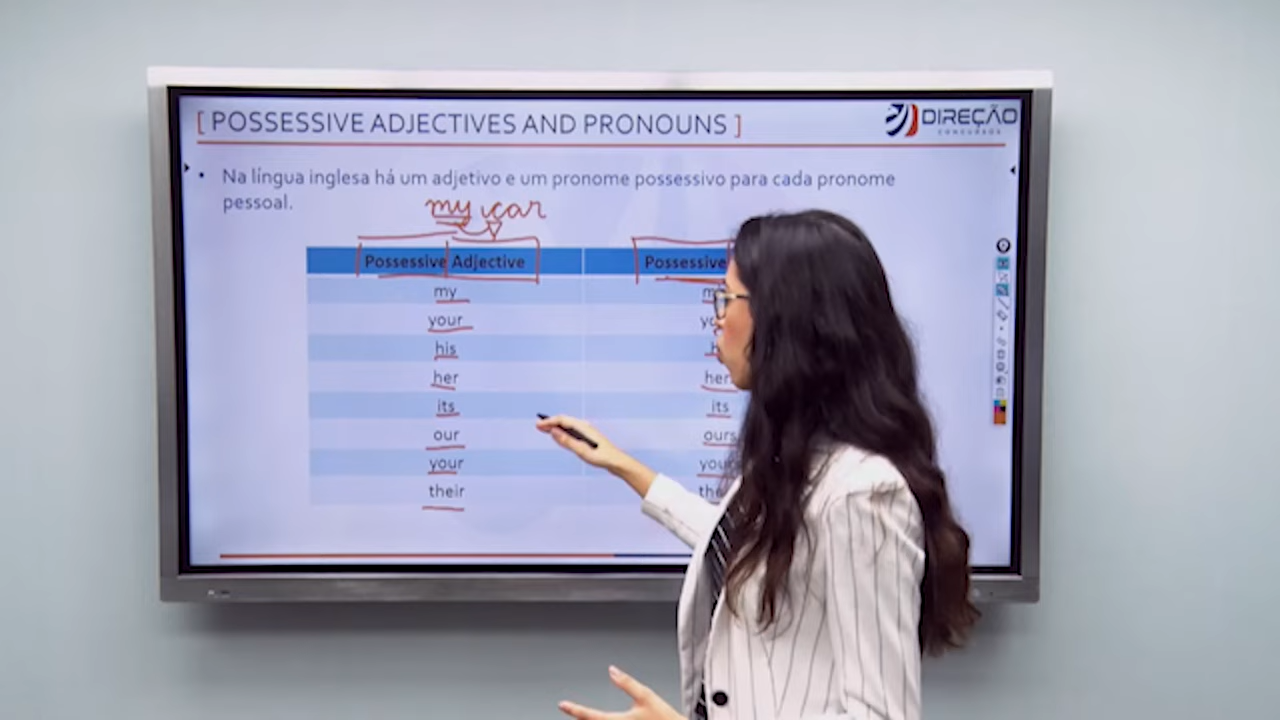 [ POSSESSIVE ADJECTIVES AND PRONOUNS ]
DIREÇÃO
CONCURSOS
• Na língua inglesa há um adjetivo e um pronome possessivo para cada pronome
pessoal.
my car
Possessive Adjective
Possessive
my
your
his
her
its
its
our
ours
your
their